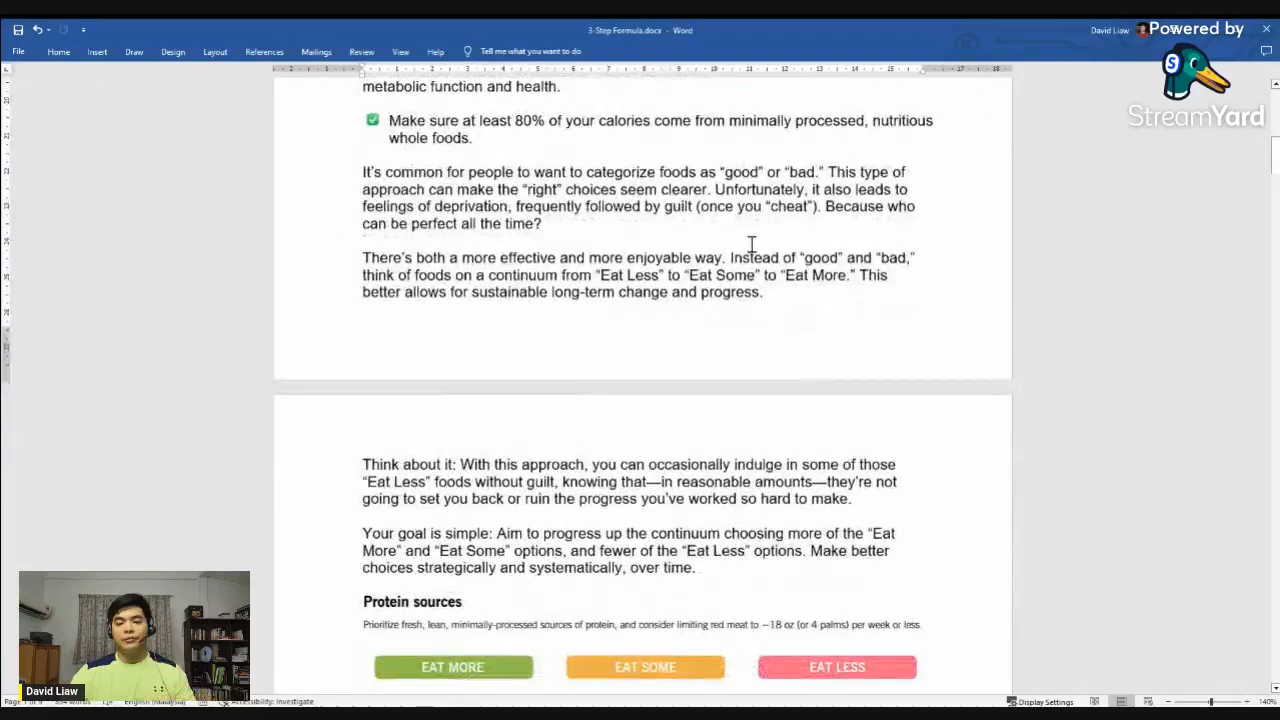 3-Step Formula.docx - Word
David Liaw
Powered by
File Home Insert Draw Design Layout References Mailings Review View Help Tell me what you want to do
StreamYard
metabolic function and health.
Make sure at least 80% of your calories come from minimally processed, nutritious
whole foods.
It's common for people to want to categorize foods as “good” or “bad.” This type of
approach can make the “right” choices seem clearer. Unfortunately, it also leads to
feelings of deprivation, frequently followed by guilt (once you “cheat”). Because who
can be perfect all the time?
There's both a more effective and more enjoyable way. Instead of “good” and “bad,”
think of foods on a continuum from “Eat Less” to “Eat Some” to “Eat More.” This
better allows for sustainable long-term change and progress.
Think about it: With this approach, you can occasionally indulge in some of those
“Eat Less” foods without guilt, knowing that—in reasonable amounts—they're not
going to set you back or ruin the progress you've worked so hard to make.
Your goal is simple: Aim to progress up the continuum choosing more of the “Eat
More” and “Eat Some” options, and fewer of the “Eat Less” options. Make better
choices strategically and systematically, over time.
Protein sources
Prioritize fresh, lean, minimally-processed sources of protein, and consider limiting red meat to ~18 oz (or 4 palms) per week or less.
EAT MORE EAT SOME EAT LESS
David Liaw
894 words English (Malaysia) Accessibility: Investigate Display Settings 140%